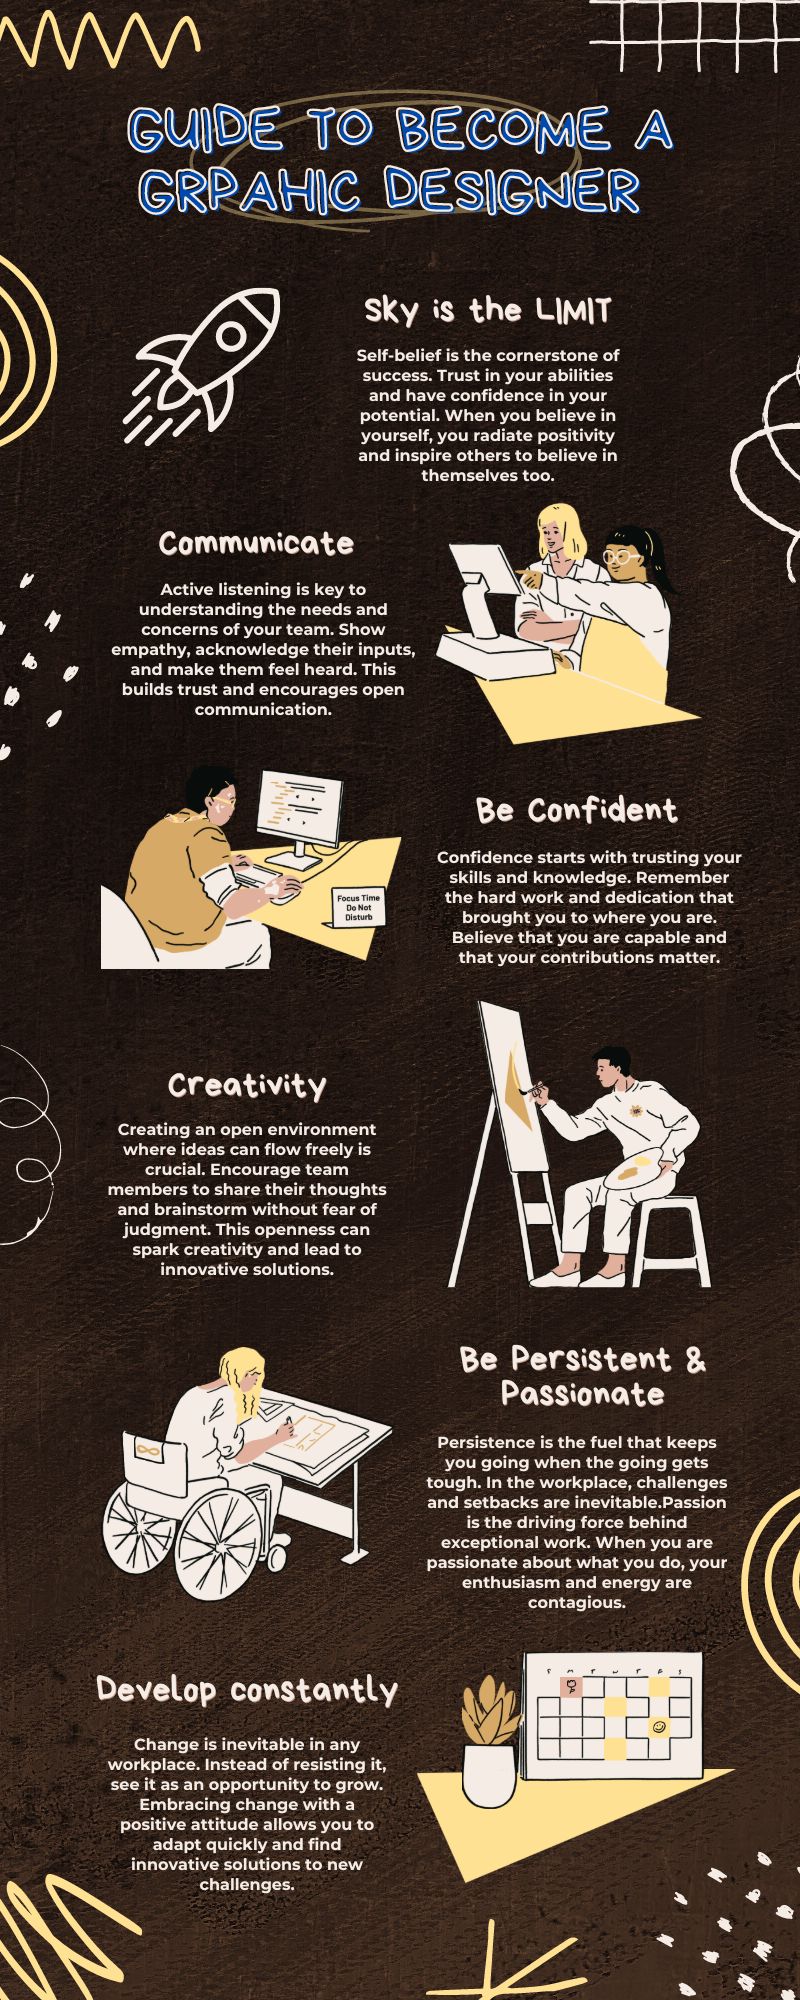 GUIDE TO BECOME A
GRPAHIC DESIGNER
Sky is the LIMIT
Self-belief is the cornerstone of
success. Trust in your abilities
and have confidence in your
potential. When you believe in
yourself, you radiate positivity
and inspire others to believe in
themselves too.
Communicate
Active listening is key to
understanding the needs and
concerns of your team. Show
empathy, acknowledge their inputs,
and make them feel heard. This
builds trust and encourages open
communication.
Be Confident
Confidence starts with trusting your
skills and knowledge. Remember
the hard work and dedication that
brought you to where you are.
Believe that you are capable and
that your contributions matter.
Focus Time
Do Not
Disturb
Creativity
Creating an open environment
where ideas can flow freely is
crucial. Encourage team
members to share their thoughts
and brainstorm without fear of
judgment. This openness can
spark creativity and lead to
innovative solutions.
Be Persistent &
Passionate
Persistence is the fuel that keeps
you going when the going gets
tough. In the workplace, challenges
and setbacks are inevitable.Passion
is the driving force behind
exceptional work. When you are
passionate about what you do, your
enthusiasm and energy are
contagious.
Develop constantly
Change is inevitable in any
workplace. Instead of resisting it,
see it as an opportunity to grow.
Embracing change with a
positive attitude allows you to
adapt quickly and find
innovative solutions to new
challenges.
S M T W T F S